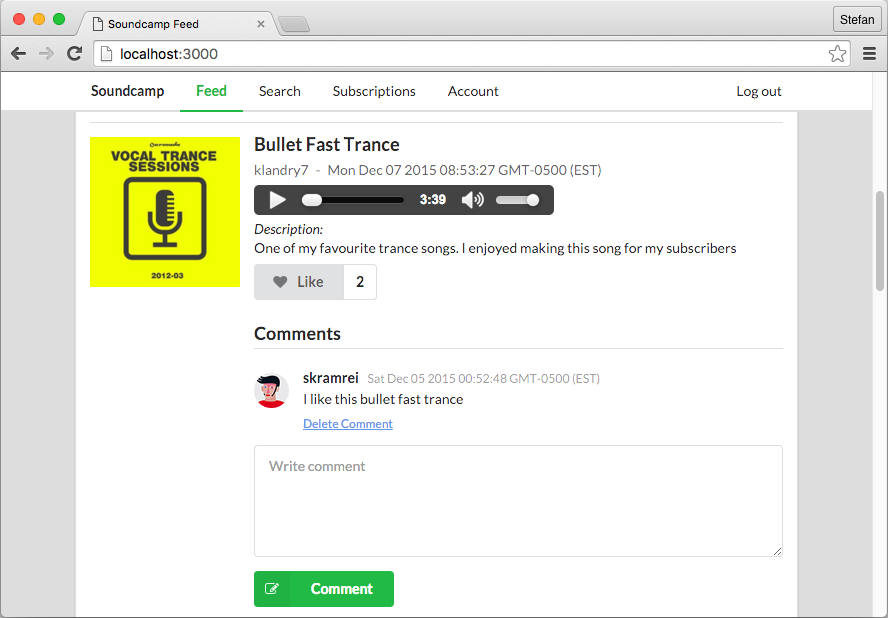 Soundcamp Feed
Stefan
localhost:3000
Soundcamp Feed Search Subscriptions Account Log out
armada
VOCAL TRANCE
SESSIONS
2012-03
Bullet Fast Trance
klandry7 - Mon Dec 07 2015 08:53:27 GMT-0500 (EST)
3:39
Description:
One of my favourite trance songs. I enjoyed making this song for my subscribers
Like 2
Comments
skramrei Sat Dec 05 2015 00:52:48 GMT-0500 (EST)
I like this bullet fast trance
Delete Comment
Write comment
Comment